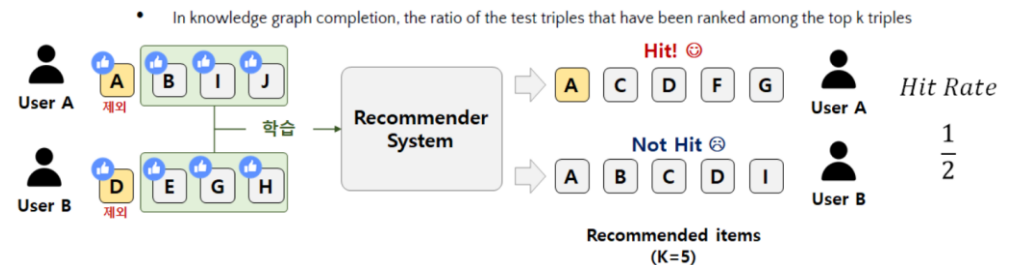 • In knowledge graph completion, the ratio of the test triples that have been ranked among the top k triples
Hit! ☹
User A
A B I J
제외
학습
Recommender
System
A C D F G
User A
Hit Rate
1
2
Not Hit ☹
User B
D E G H
제외
A B C D I
User B
Recommended items
(K=5)